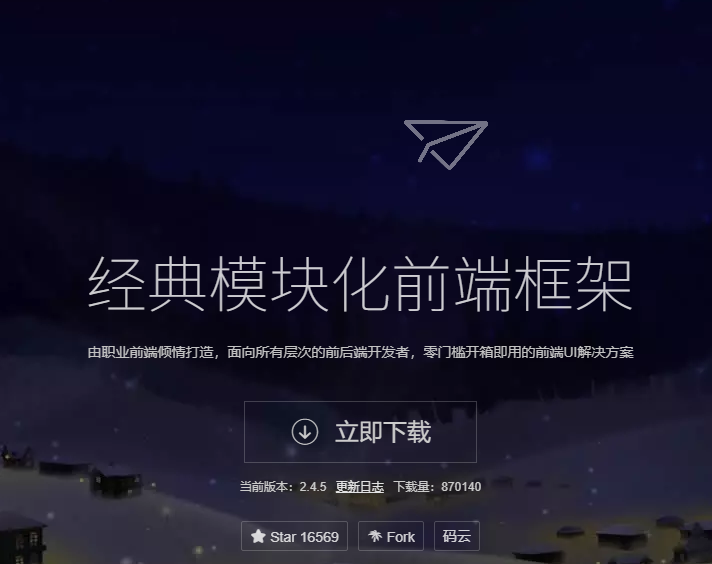 经典模块化前端框架
由职业前端倾情打造，面向所有层次的前后端开发者，零门槛开箱即用的前端UI解决方案
立即下载
当前版本：2.4.5 更新日志 下载量：870140
Star 16569 Fork 码云